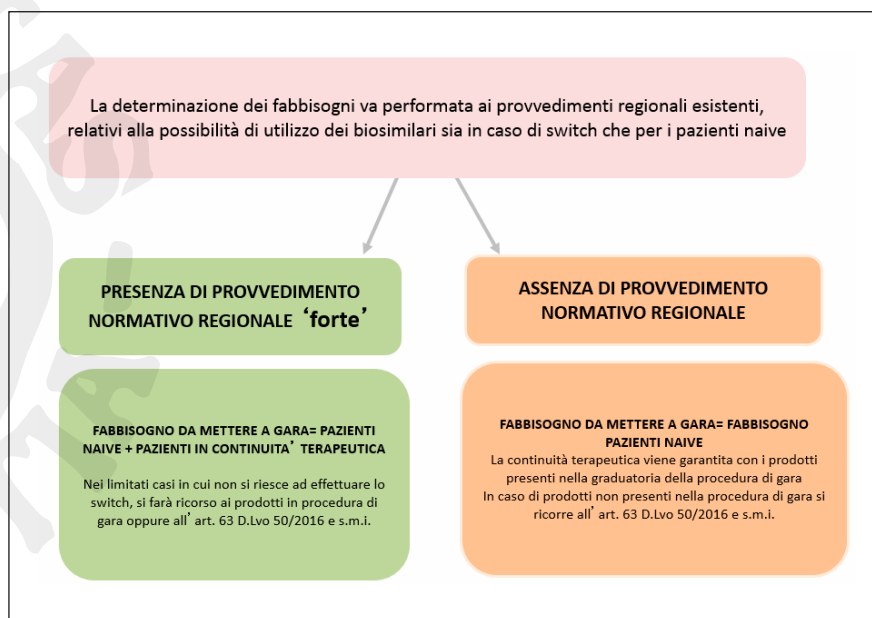 La determinazione dei fabbisogni va performata ai provvedimenti regionali esistenti,
relativi alla possibilità di utilizzo dei biosimilari sia in caso di switch che per i pazienti naive
PRESENZA DI PROVVEDIMENTO
NORMATIVO REGIONALE ‘forte’
FABBISOGNO DA METTERE A GARA= PAZIENTI
NAIVE + PAZIENTI IN CONTINUITA’ TERAPEUTICA
Nei limitati casi in cui non si riesce ad effettuare lo
switch, si farà ricorso ai prodotti in procedura di
gara oppure all’ art. 63 D.Lvo 50/2016 e s.m.i.
ASSENZA DI PROVVEDIMENTO
NORMATIVO REGIONALE
FABBISOGNO DA METTERE A GARA= FABBISOGNO
PAZIENTI NAIVE
La continuità terapeutica viene garantita con i prodotti
presenti nella graduatoria della procedura di gara
In caso di prodotti non presenti nella procedura di gara si
ricorre all’ art. 63 D.Lvo 50/2016 e s.m.i.